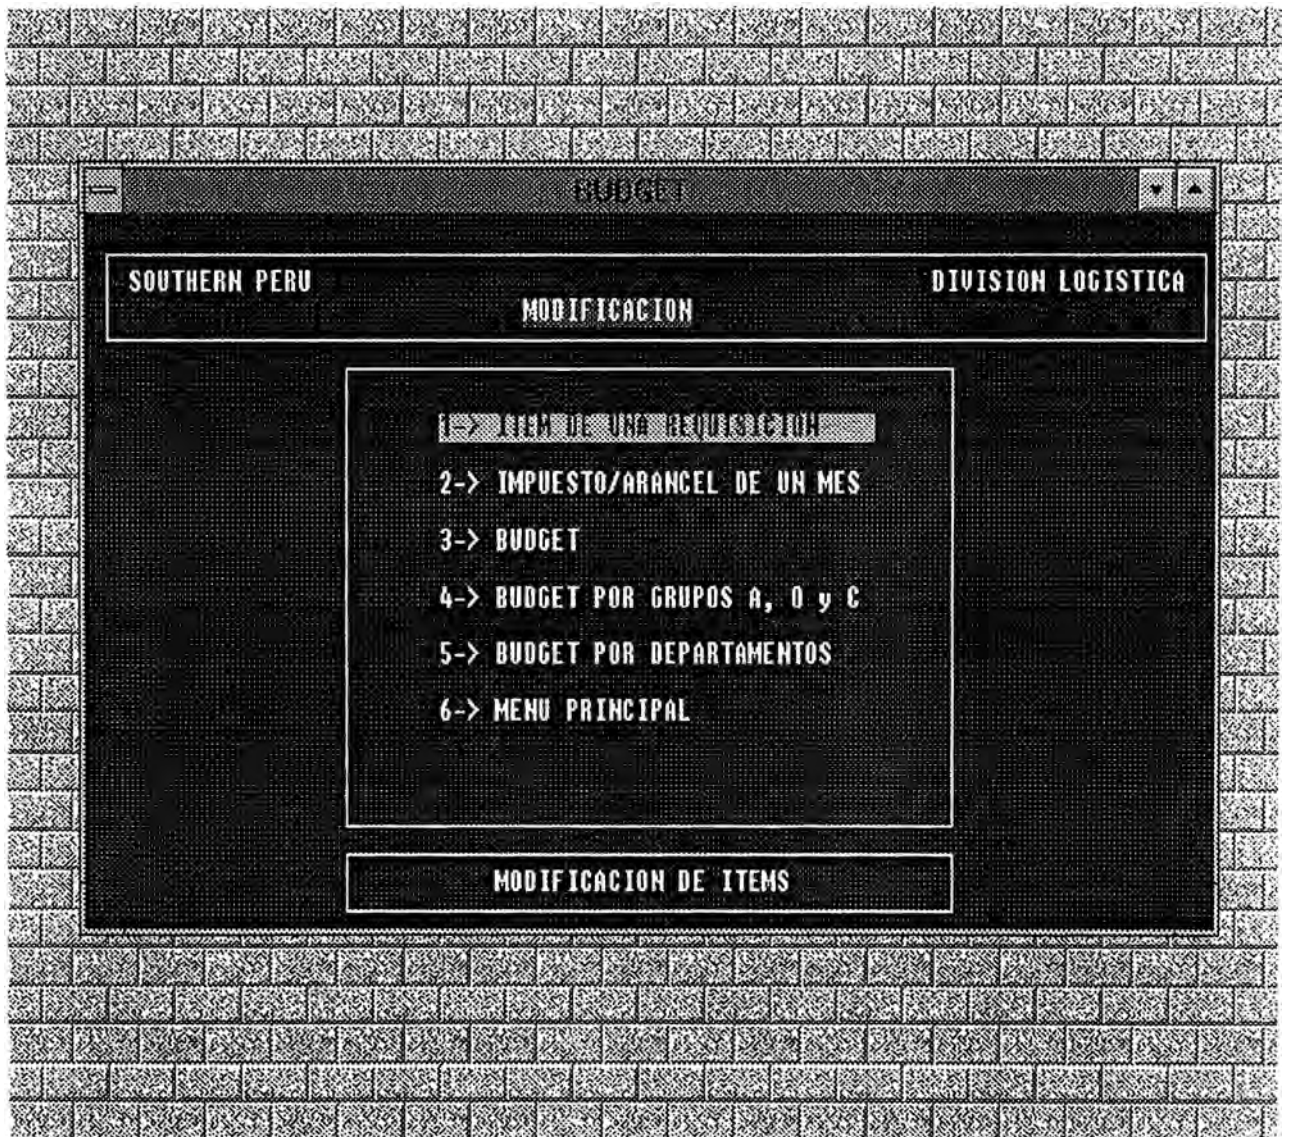 BUDGET
SOUTHERN PERU DIVISION LOGISTICA
MODIFICACION
1-> ITEM DE UNA REQUISICION
2-> IMPUESTO/ARANCEL DE UN MES
3-> BUDGET
4-> BUDGET POR GRUPOS A, O y C
5-> BUDGET POR DEPARTAMENTOS
6-> MENU PRINCIPAL
MODIFICACION DE ITEMS